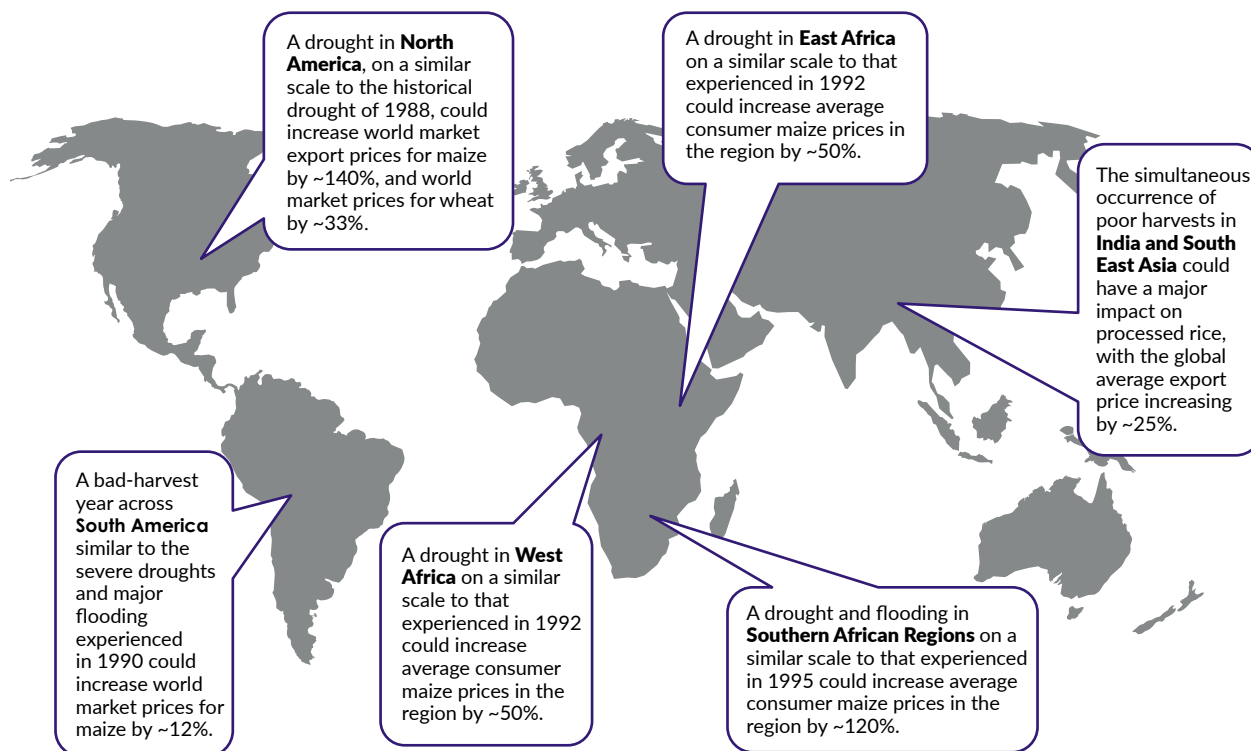 A drought in North
America, on a similar
scale to the historical
drought of 1988, could
increase world market
export prices for maize
by ~140%, and world
market prices for wheat
by ~33%.
A drought in East Africa
on a similar scale to that
experienced in 1992
could increase average
consumer maize prices in
the region by ~50%.
The simultaneous
occurrence of
poor harvests in
India and South
East Asia could
have a major
impact on
processed rice,
with the global
average export
price increasing
by ~25%.
A bad-harvest
year across
South America
similar to the
severe droughts
and major
flooding
experienced
in 1990 could
increase world
market prices for
maize by ~12%.
A drought in West
Africa on a similar
scale to that
experienced in 1992
could increase
average consumer
maize prices in the
region by ~50%.
A drought and flooding in
Southern African Regions on a
similar scale to that experienced
in 1995 could increase average
consumer maize prices in the
region by ~120%.